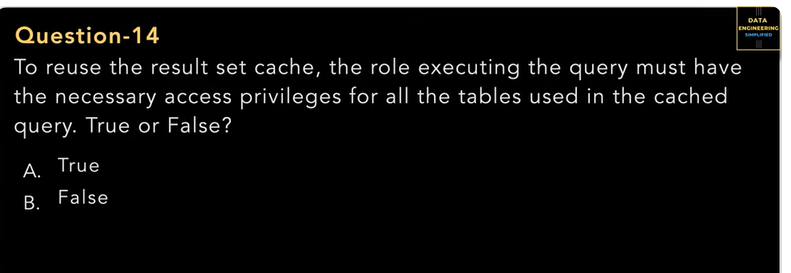 DATA
ENGINEERING
SIMPLIFIED
Question-14
To reuse the result set cache, the role executing the query must have
the necessary access privileges for all the tables used in the cached
query. True or False?
A. True
B. False